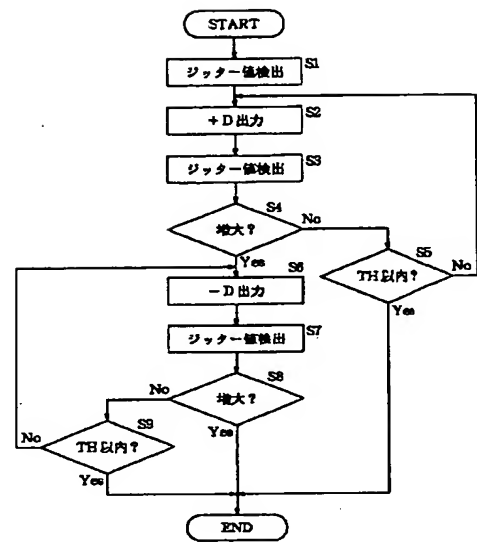 START
ジッター値検出
S1
+D出力
S2
ジッター値検出
S3
増大?
S4
No
Yes
TH以内?
S5
No
Yes
-D出力
S6
ジッター値検出
S7
増大?
S8
No
Yes
TH以内?
S9
No
Yes
END